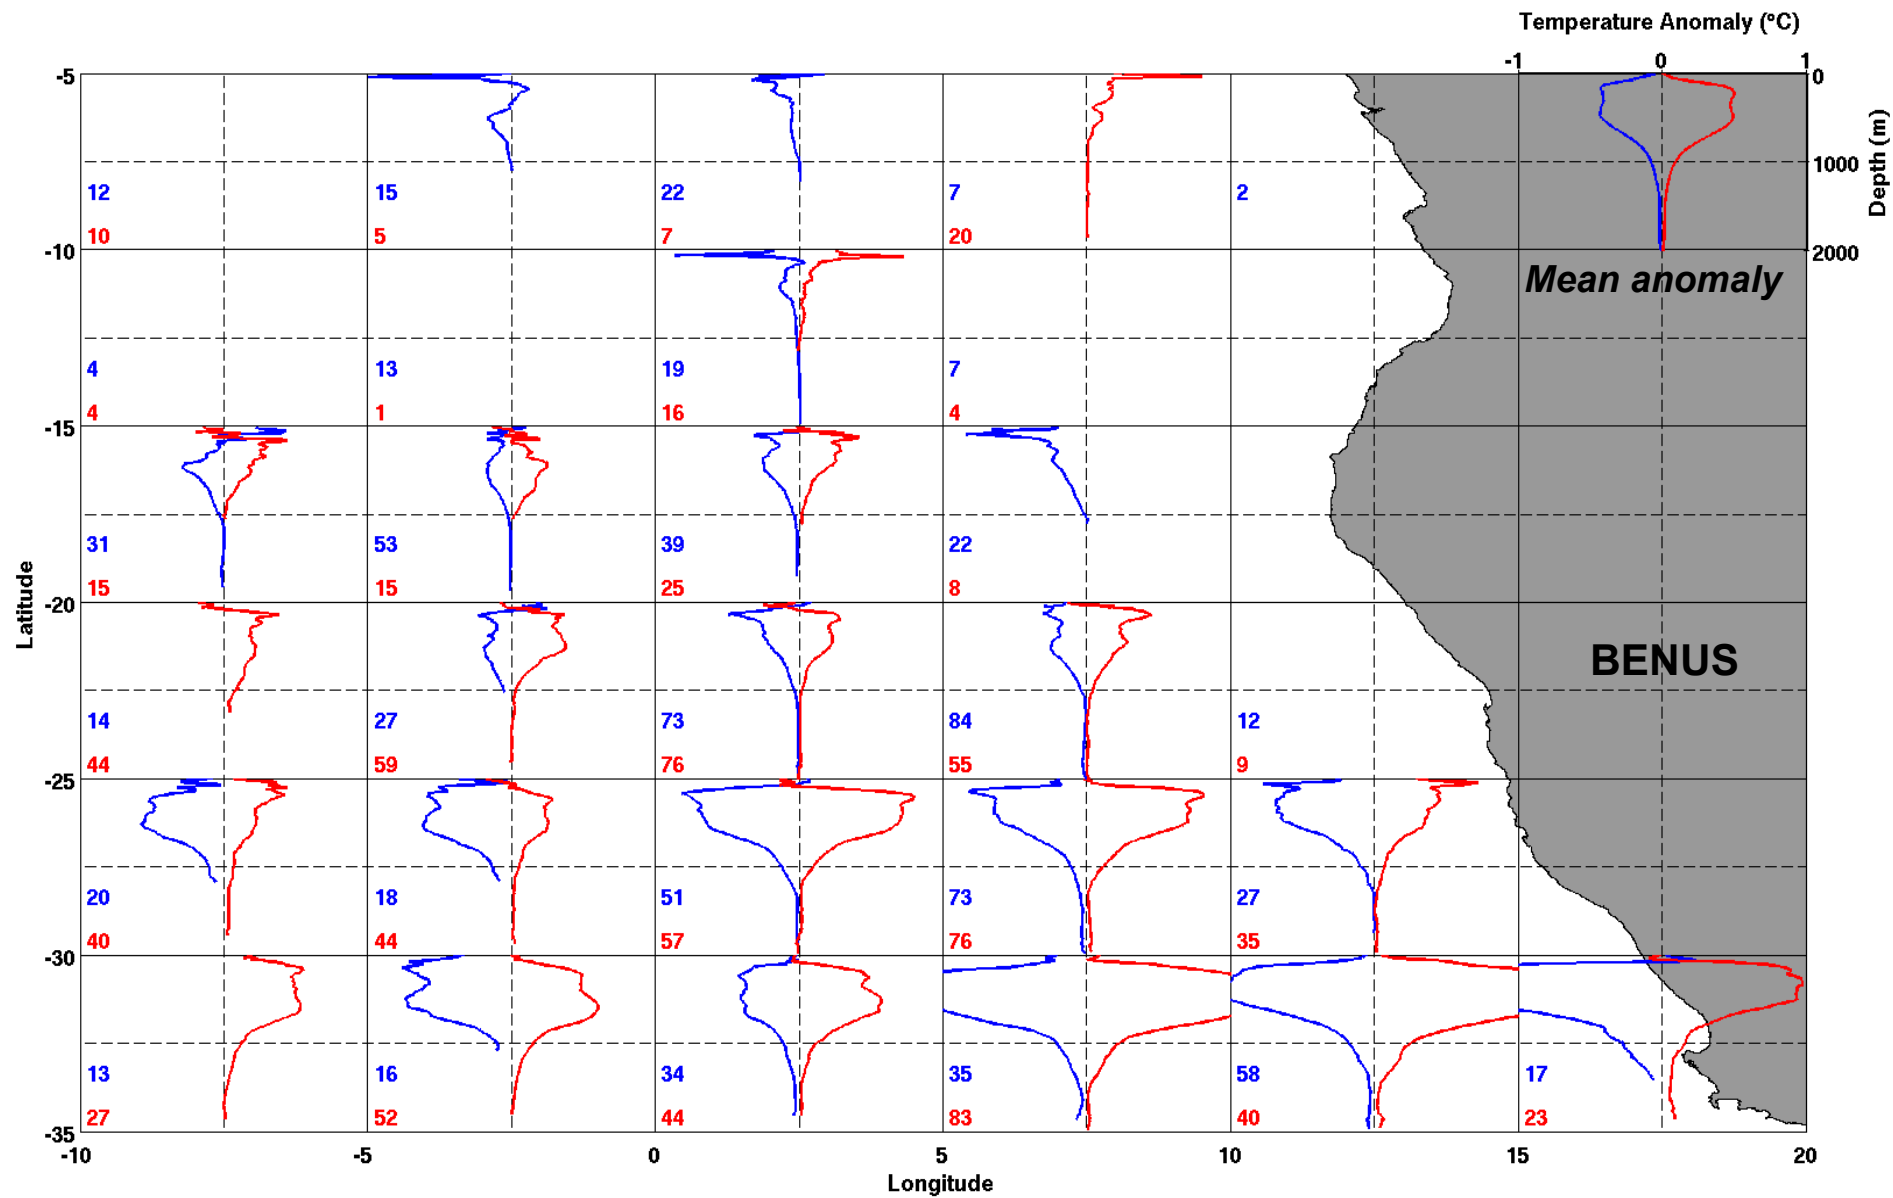 Temperature Anomaly (°C)
-1 0 1
-5 0
Depth (m)
12 15 22 7 2 1000
10 5 7 20
-10 2000
Mean anomaly
4 13 19 7
4 1 16 4
-15
31 53 39 22
15 15 25 8
-20
Latitude
BENUS
14 27 73 84 12
44 59 76 55 9
-25
20 18 51 73 27
40 44 57 76 35
-30
13 16 34 35 58 17
27 52 44 83 40 23
-35
-10 -5 0 5 10 15 20
Longitude